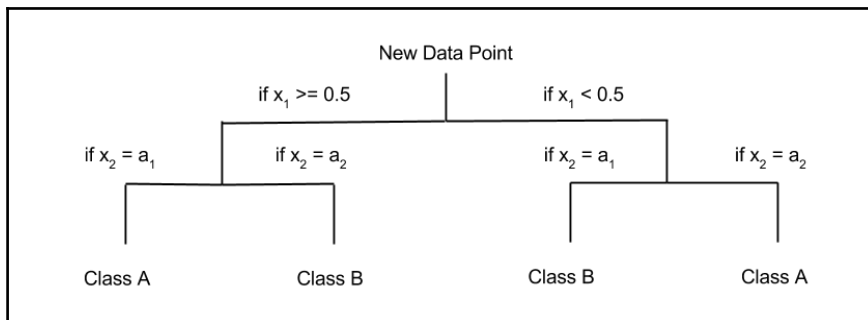 New Data Point
if x₁ >= 0.5 if x₁ < 0.5
if x₂ = a₁ if x₂ = a₂ if x₂ = a₁ if x₂ = a₂
Class A Class B Class B Class A